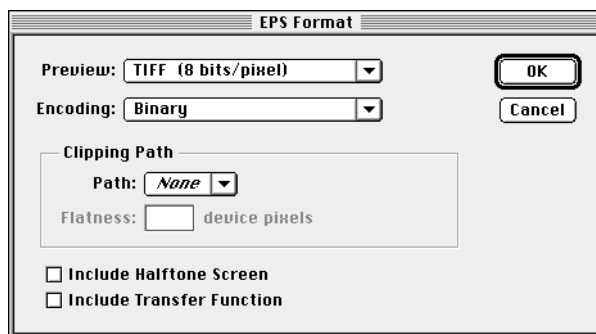 EPS Format
Preview: TIFF (8 bits/pixel)
OK
Encoding: Binary
Cancel
Clipping Path
Path: None
Flatness: device pixels
Include Halftone Screen
Include Transfer Function